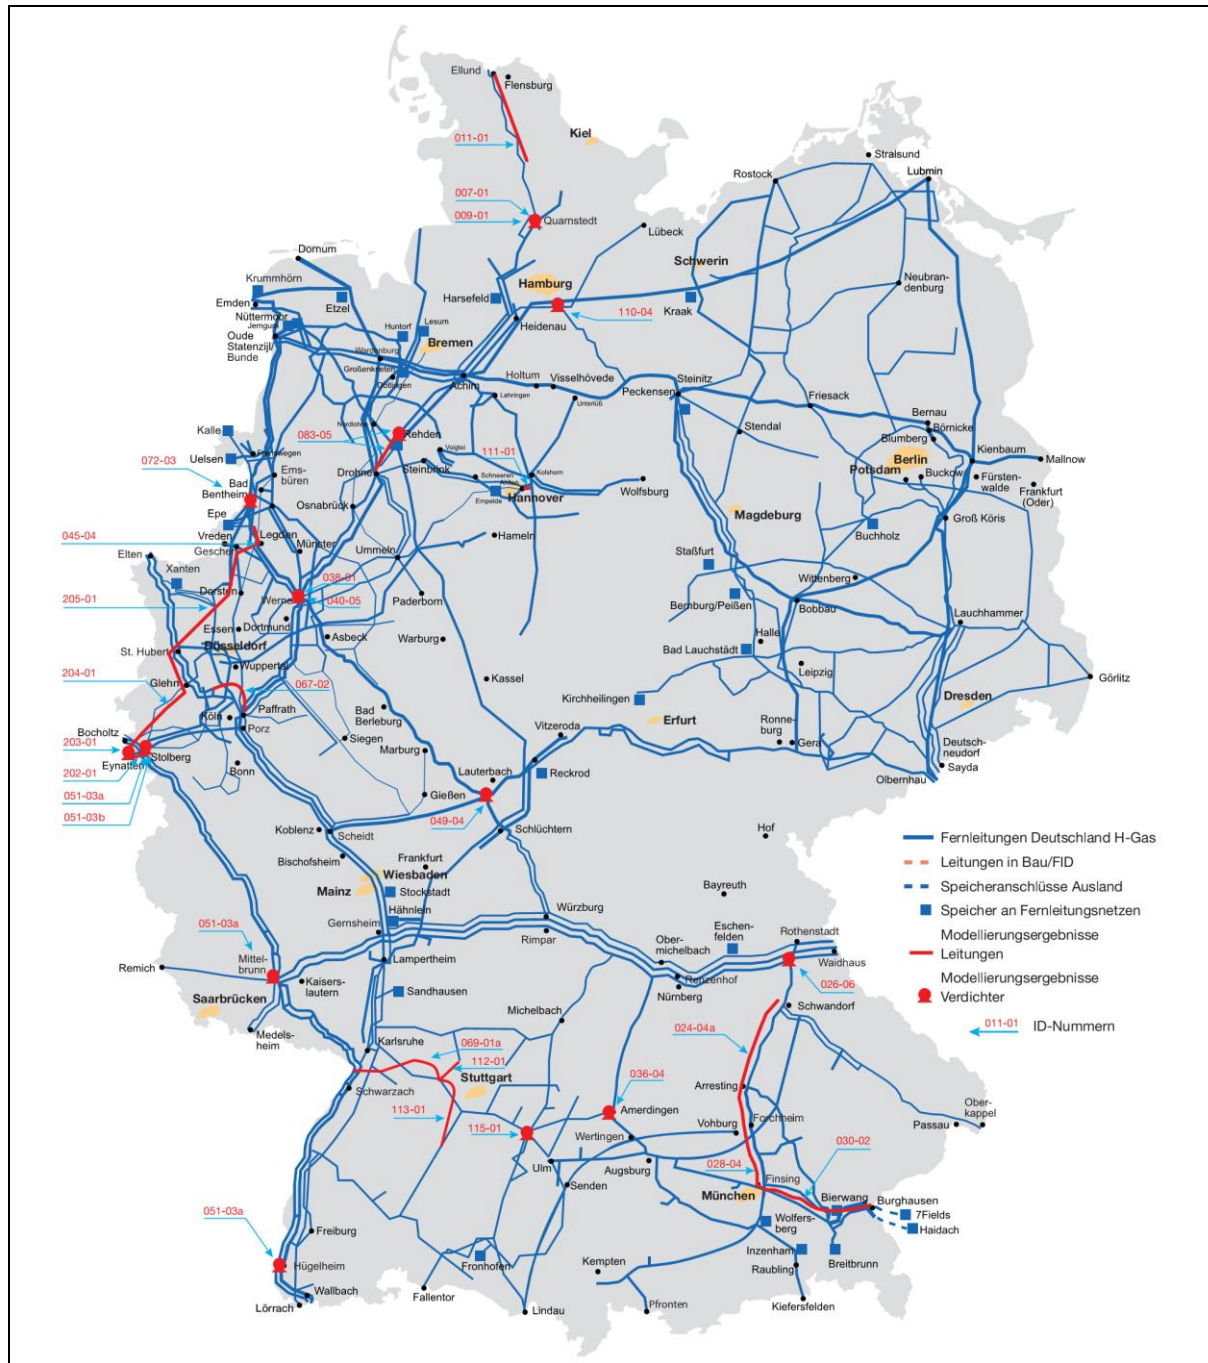 Ellund
Flensburg
011-01
Kiel
Stralsund
Rostock
Lubmin
007-01
009-01
Quarnstedt
Lübeck
Dornum
Schwerin
Krummhörn
Hamburg
Neubran-
denburg
Emden
Etzel
Harsefeld
Kraak
Nüttermoor
Jemgum
Huntorf
Lesum
Heidenau
110-04
Oude
Statenzijl/
Bunde
Bremen
Wardenburg
Großenkneten
Dötlingen
Achim
Holtum
Visselhövede
Steinitz
Peckensen
Lehringen
Unterlüß
Friesack
Bernau
Börnicke
Kalle
Nordlohne
Rehden
083-05
Stendal
Blumberg
Kienbaum
Voigtei
111-01
Berlin
Mallnow
Uelsen
Frenswegen
072-03
Drohne
Steinbrink
Schneeren
Kolshorn
Ahlten
Potsdam
Buckow
Fürsten-
walde
Frankfurt
(Oder)
Ems-
büren
Bad
Bentheim
Osnabrück
Hannover
Empelde
Wolfsburg
Magdeburg
Groß Köris
Epe
Buchholz
Vreden
Legden
045-04
Gescher
Münster
Hameln
Elten
Ummeln
Staßfurt
Xanten
038-01
Wittenberg
Dorsten
Werne
040-05
Paderborn
Bernburg/Peißen
Bobbau
205-01
Lauchhammer
Essen
Dortmund
Asbeck
Warburg
Halle
St. Hubert
Düsseldorf
Bad Lauchstädt
Wuppertal
Leipzig
204-01
Glehn
067-02
Kassel
Kirchheilingen
Görlitz
Dresden
Köln
Paffrath
Bad
Berleburg
Bocholtz
Porz
Vitzeroda
Erfurt
Ronne-
burg
Gera
203-01
Stolberg
Siegen
Marburg
Deutsch-
neudorf
Eynatten
Bonn
Sayda
202-01
Lauterbach
Reckrod
Olbernhau
051-03a
Gießen
051-03b
049-04
Koblenz
Scheidt
Schlüchtern
Hof
Bischofsheim
Frankfurt
Wiesbaden
Mainz
Stockstadt
Bayreuth
Hähnlein
Würzburg
051-03a
Gernsheim
Eschen-
felden
Rimpar
Rothenstadt
Mittel-
brunn
Ober-
michelbach
Remich
Lampertheim
Waidhaus
Kaisers-
lautern
Renzenhof
Nürnberg
026-06
Saarbrücken
Sandhausen
Michelbach
Schwandorf
Medels-
heim
024-04a
Karlsruhe
069-01a
112-01
Stuttgart
036-04
Arresting
Schwarzach
Ober-
kappel
113-01
Amerdingen
115-01
Vohburg
Forchheim
Passau
Wertingen
030-02
Ulm
Augsburg
028-04
Finsing
Senden
München
Bierwang
Burghausen
7Fields
051-03a
Wolfers-
berg
Haidach
Freiburg
Inzenham
Breitbrunn
Hügelheim
Fronhofen
Kempten
Raubling
Wallbach
Fallentor
Lörrach
Lindau
Pfronten
Kiefersfelden
Fernleitungen Deutschland H-Gas
Leitungen in Bau/FID
Speicheranschlüsse Ausland
Speicher an Fernleitungsnetzen
Modellierungsergebnisse
Leitungen
Modellierungsergebnisse
Verdichter
011-01
ID-Nummern